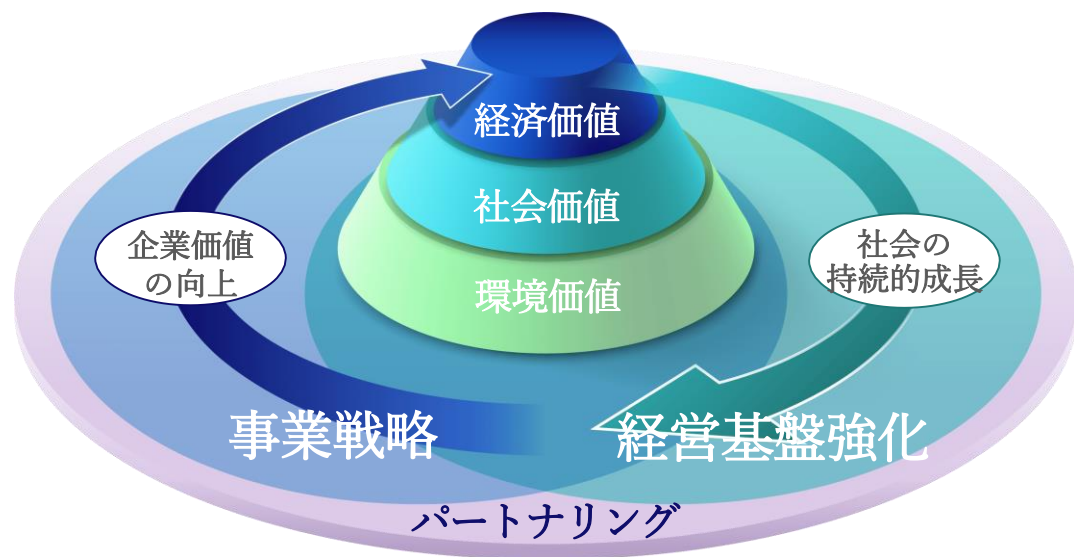 経済価値
社会価値
環境価値
企業価値
の向上
社会の
持続的成長
事業戦略
経営基盤強化
パートナリング